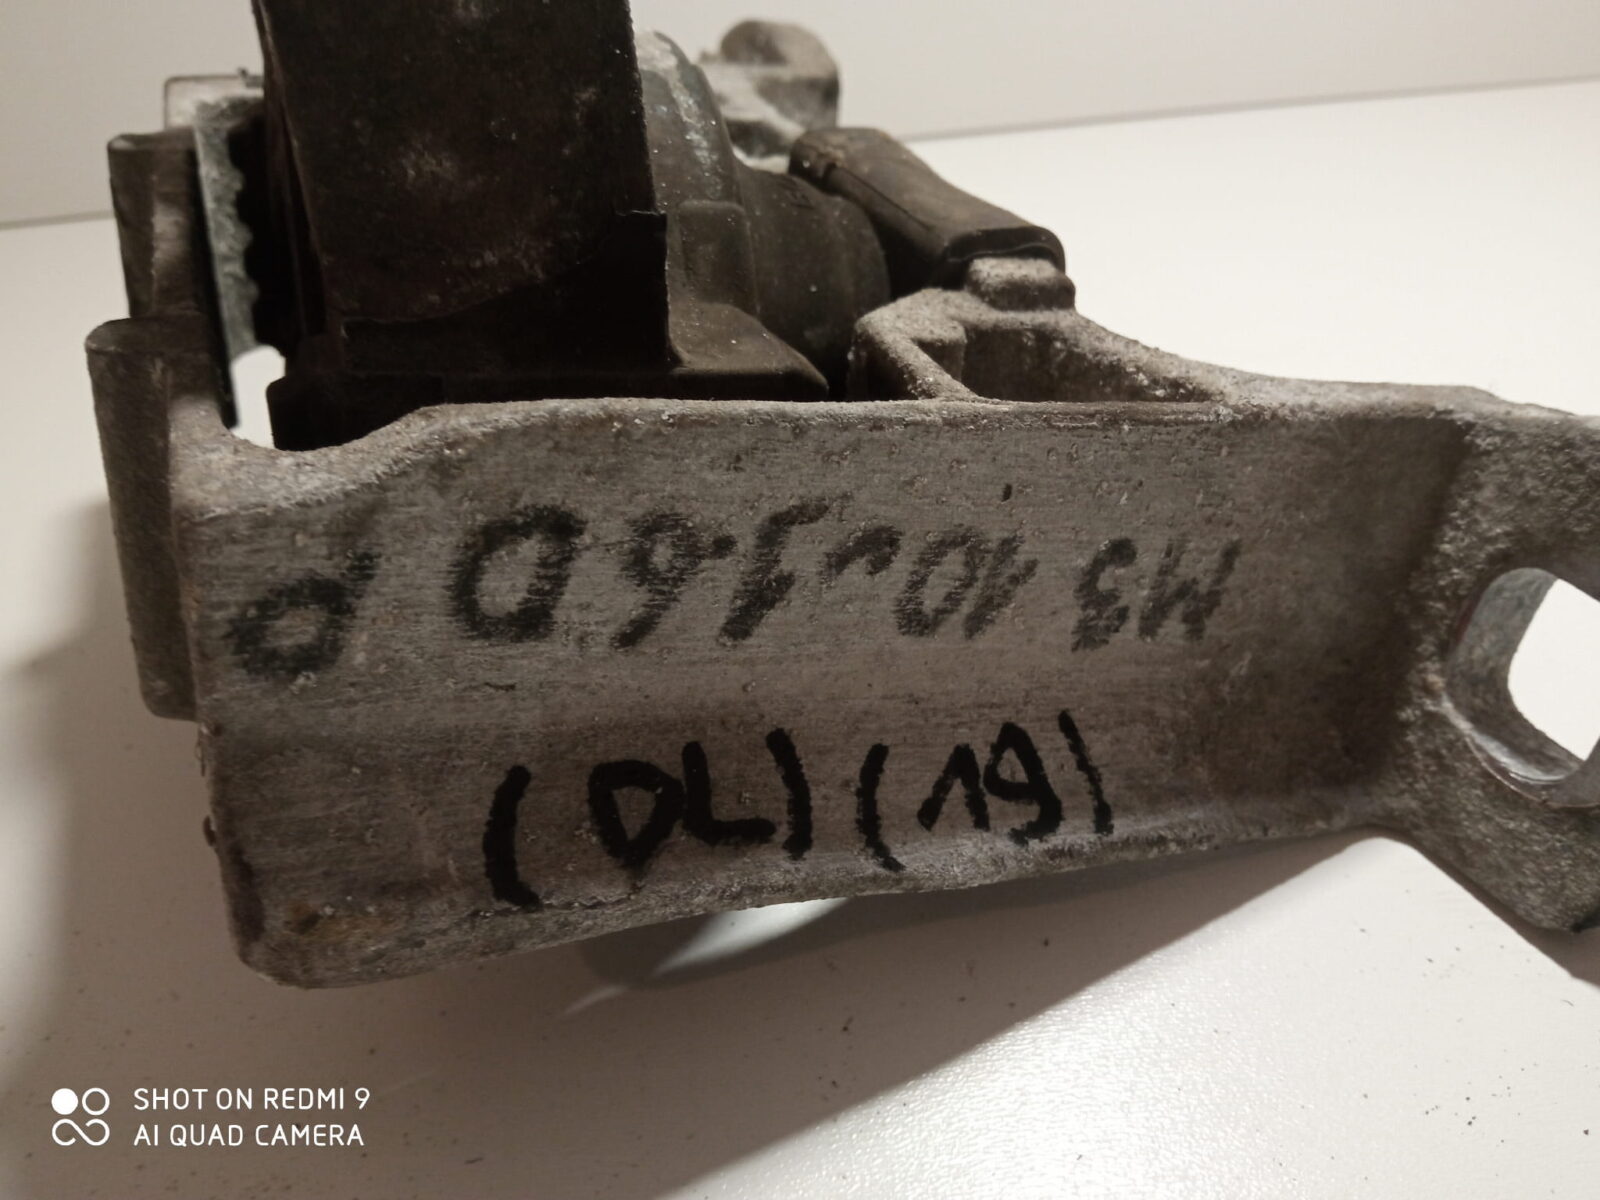 M3 10-> 1.6D P
(DL) (19)
SHOT ON REDMI 9
AI QUAD CAMERA